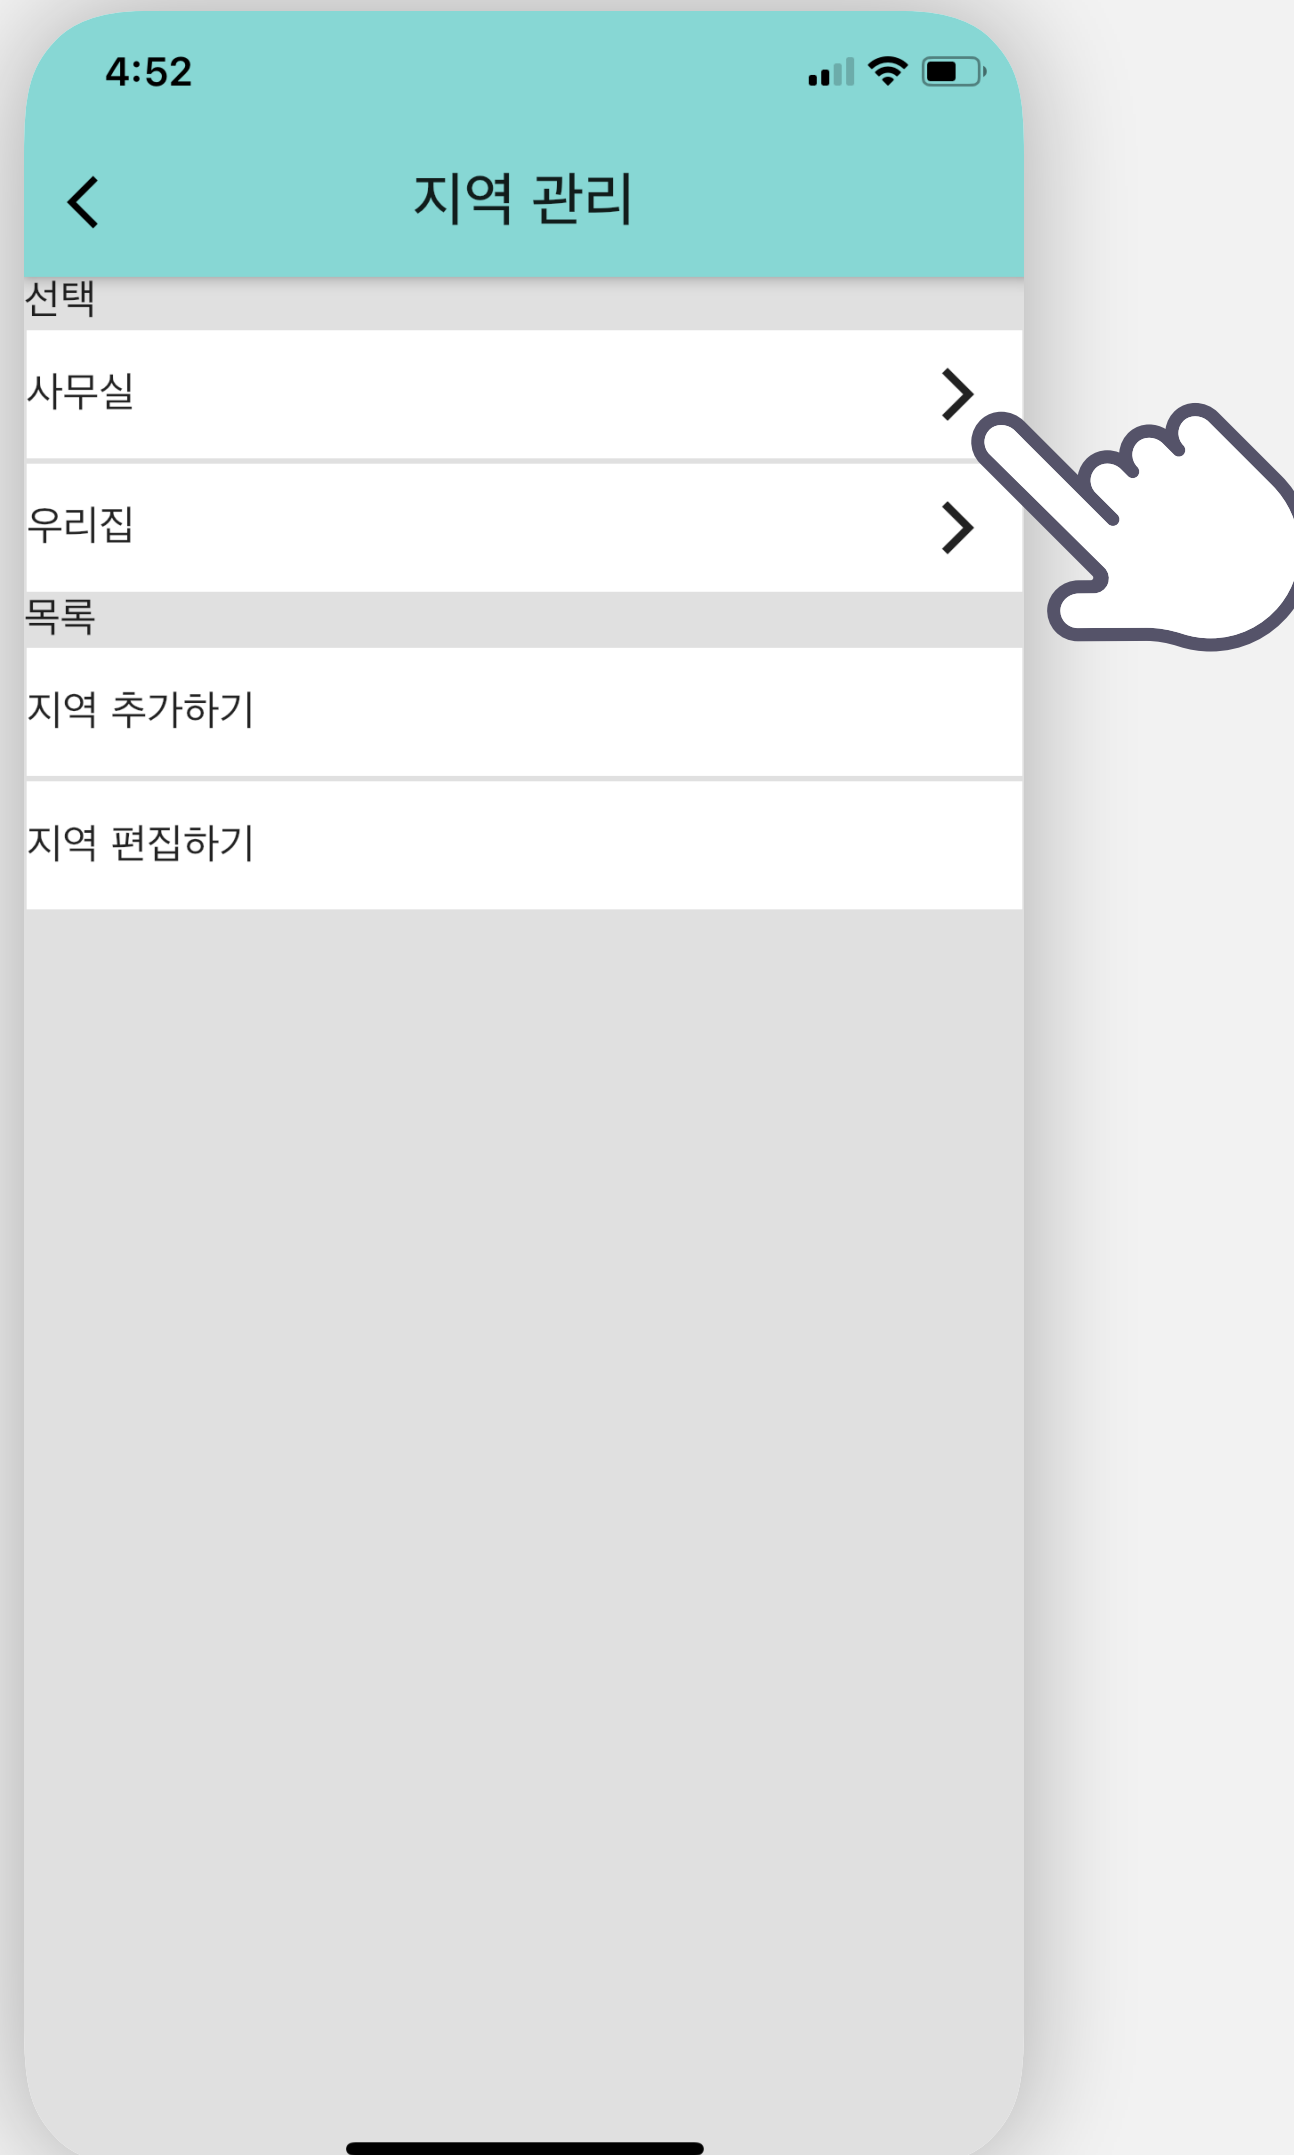 4:52
지역 관리
선택
사무실
우리집
목록
지역 추가하기
지역 편집하기